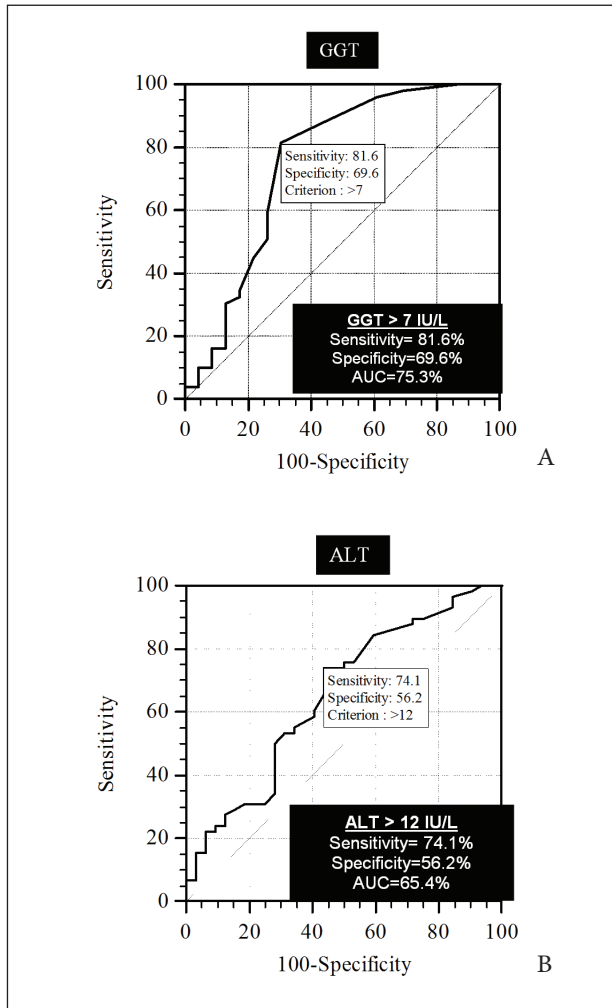 GGT
100
80
60
40
20
0
Sensitivity
Sensitivity: 81.6
Specificity: 69.6
Criterion : >7
GGT > 7 IU/L
Sensitivity= 81.6%
Specificity= 69.6%
AUC=75.3%
0 20 40 60 80 100
100-Specificity
A
ALT
100
80
60
40
20
0
Sensitivity
Sensitivity: 74.1
Specificity: 56.2
Criterion : >12
ALT > 12 IU/L
Sensitivity= 74.1%
Specificity= 56.2%
AUC=65.4%
0 20 40 60 80 100
100-Specificity
B